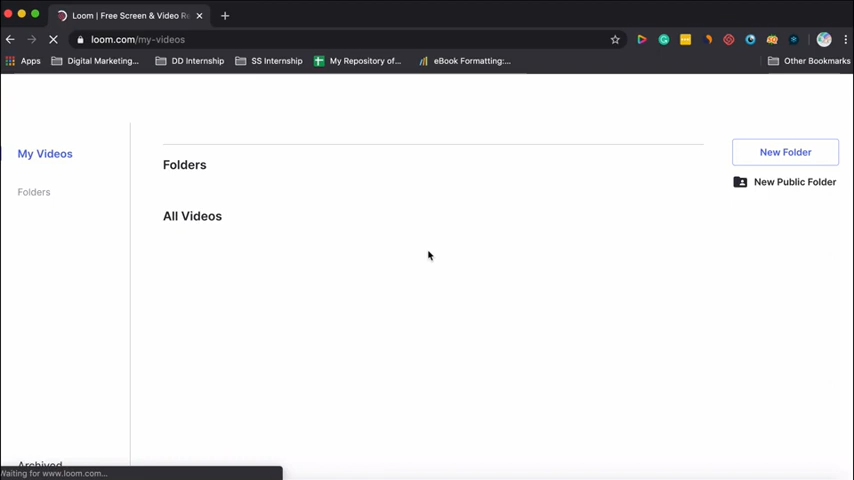 Loom | Free Screen & Video Re
loom.com/my-videos
Apps
Digital Marketing...
DD Internship
SS Internship
My Repository of...
eBook Formatting:...
Other Bookmarks
My Videos
Folders
Folders
All Videos
New Folder
New Public Folder
Archived
Waiting for www.loom.com...